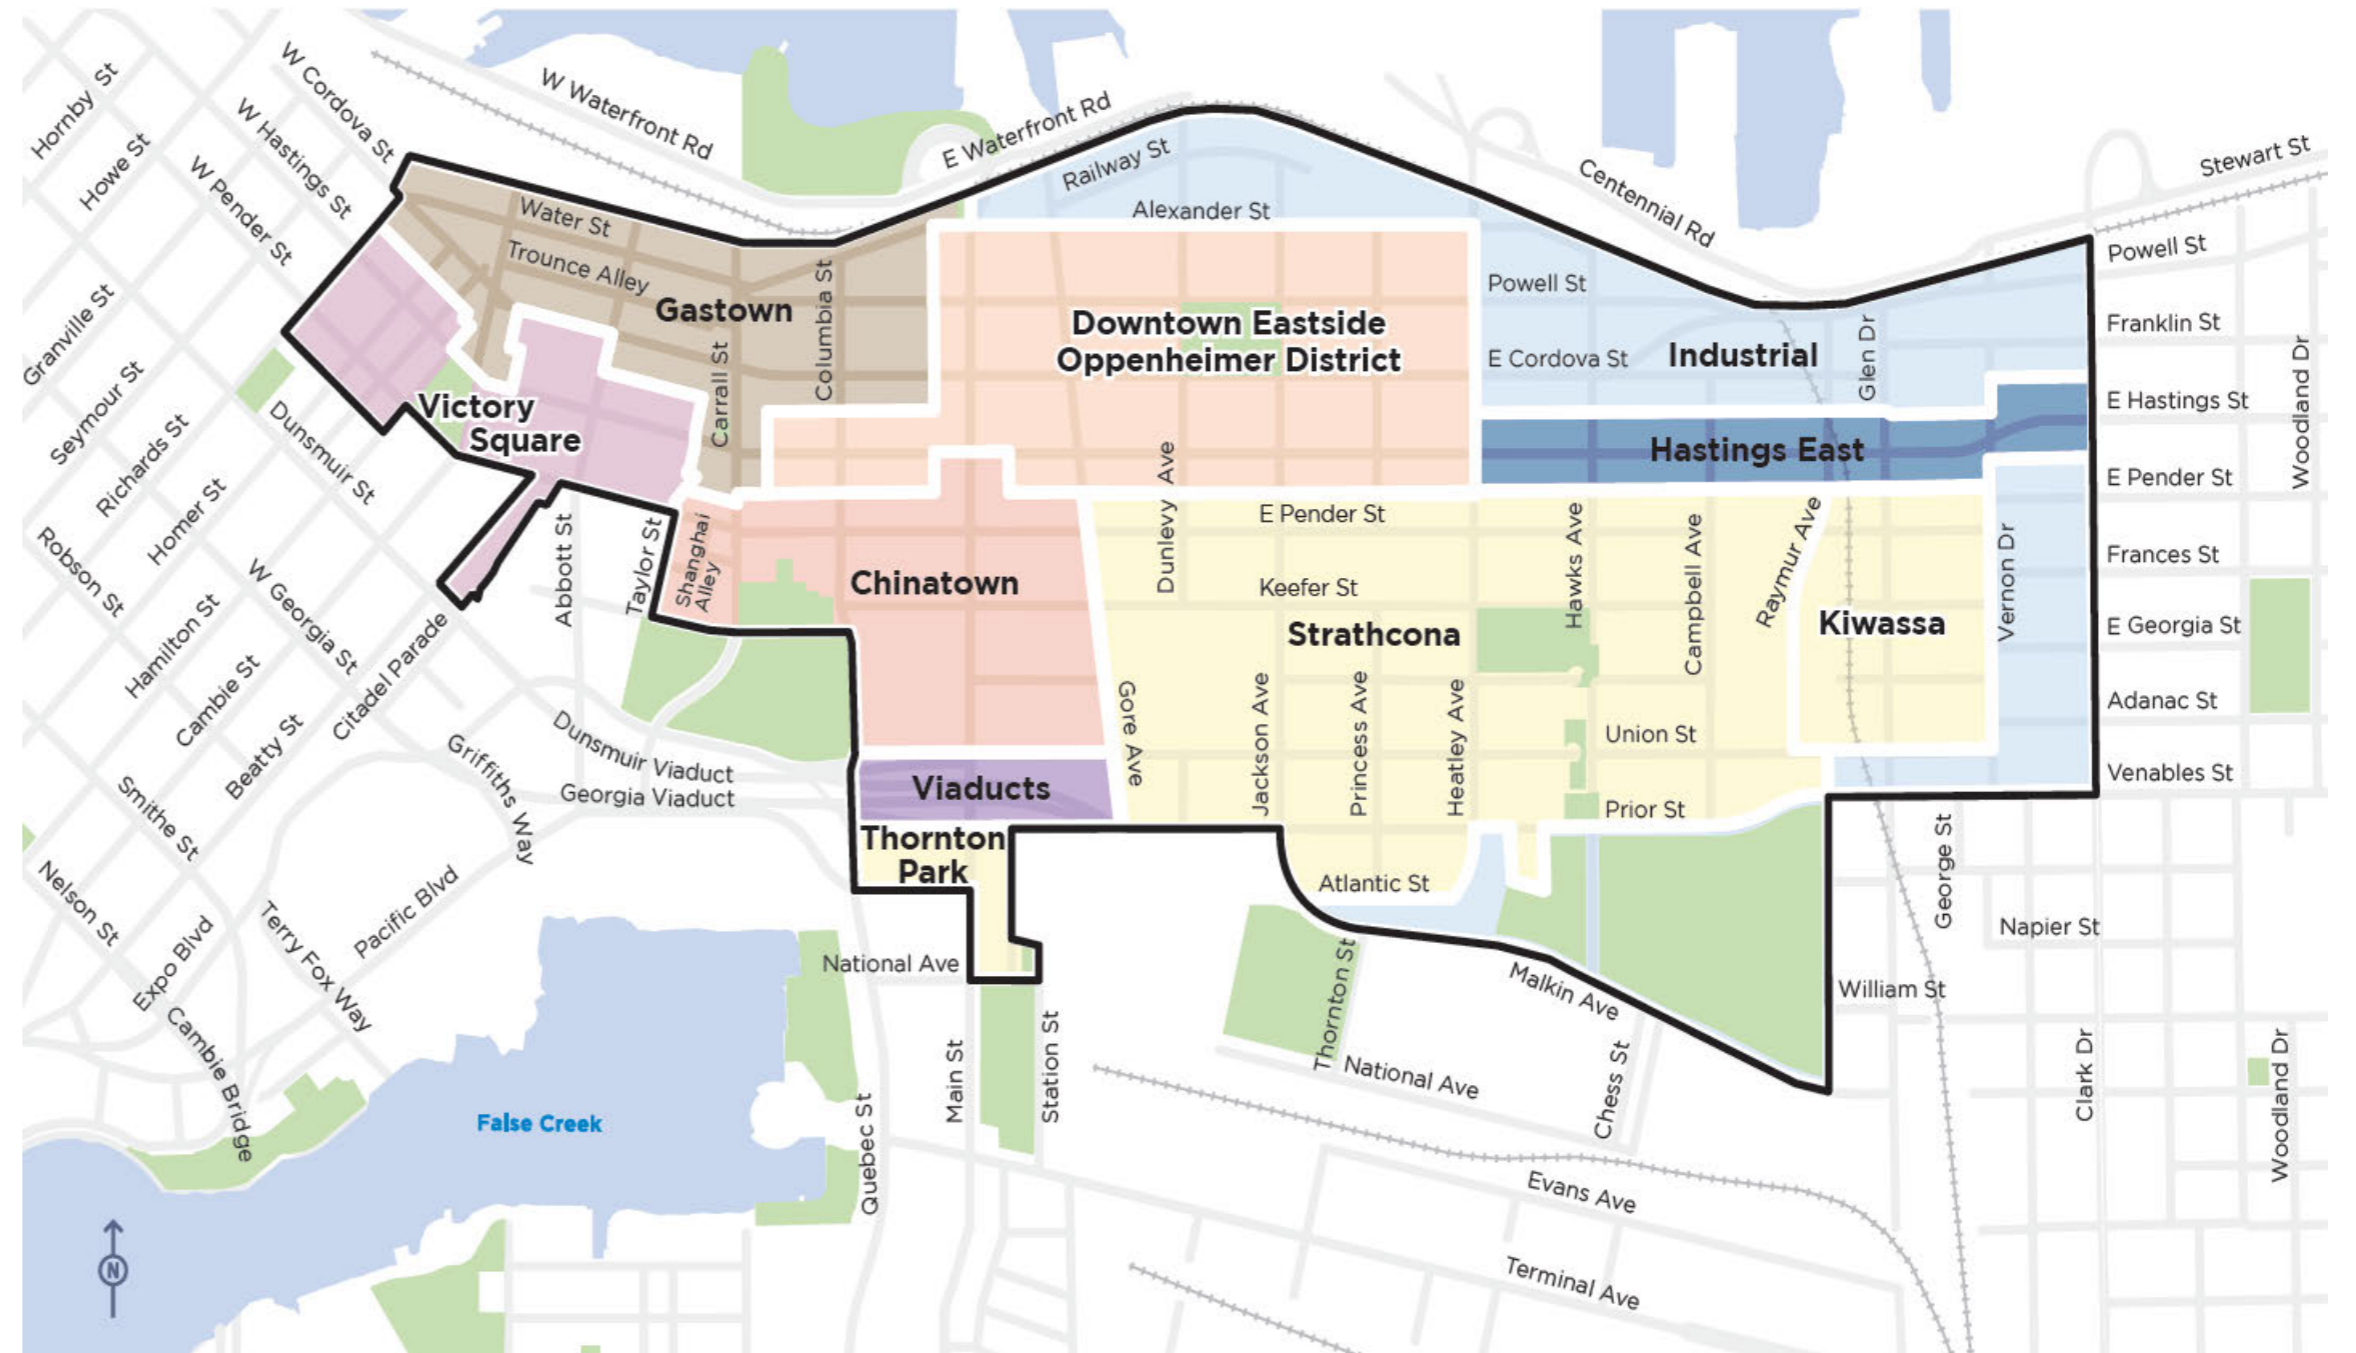 Hornby St
Howe St
W Cordova St
W Hastings St
W Pender St
W Waterfront Rd
E Waterfront Rd
Railway St
Alexander St
Centennial Rd
Stewart St
Water St
Trounce Alley
Gastown
Carrall St
Columbia St
Downtown Eastside
Oppenheimer District
Powell St
E Cordova St
Industrial
Glen Dr
Powell St
Franklin St
E Hastings St
E Pender St
Woodland Dr
Granville St
Seymour St
Richards St
Homer St
Dunsmuir St
Victory
Square
Hastings East
Robson St
W Georgia St
Hamilton St
Cambie St
Beatty St
Citadel Parade
Abbott St
Taylor St
Shanghai
Alley
Chinatown
Dunlevy Ave
E Pender St
Keefer St
Strathcona
Hawks Ave
Campbell Ave
Raymur Ave
Kiwassa
Vernon Dr
Frances St
E Georgia St
Adanac St
Venables St
Gore Ave
Jackson Ave
Princess Ave
Heatley Ave
Union St
Prior St
Dunsmuir Viaduct
Georgia Viaduct
Viaducts
Thornton
Park
Griffiths Way
Pacific Blvd
Smithe St
Nelson St
Expo Blvd
Terry Fox Way
Cambie Bridge
National Ave
Atlantic St
Malkin Ave
Thornton St
National Ave
Chess St
George St
Napier St
William St
Clark Dr
Woodland Dr
False Creek
Quebec St
Main St
Station St
Evans Ave
Terminal Ave
N